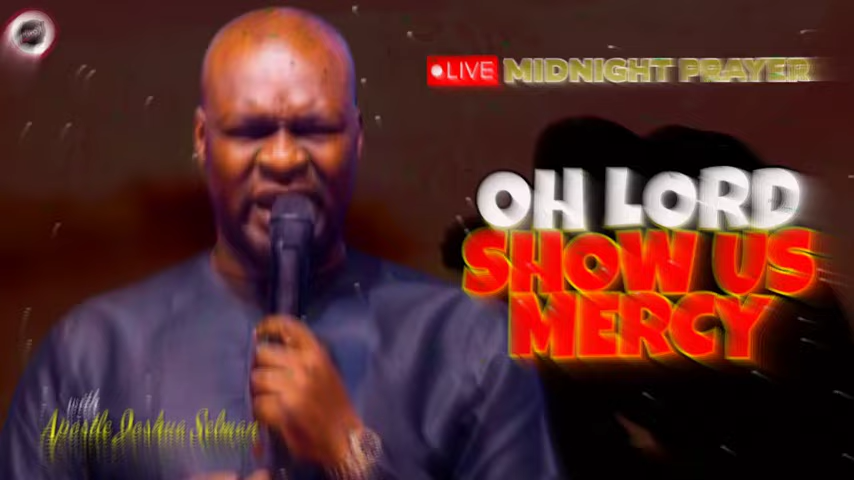 LIVE MIDNIGHT PRAYER
OH LORD
SHOW US
MERCY
with
Apostle Joshua Selman